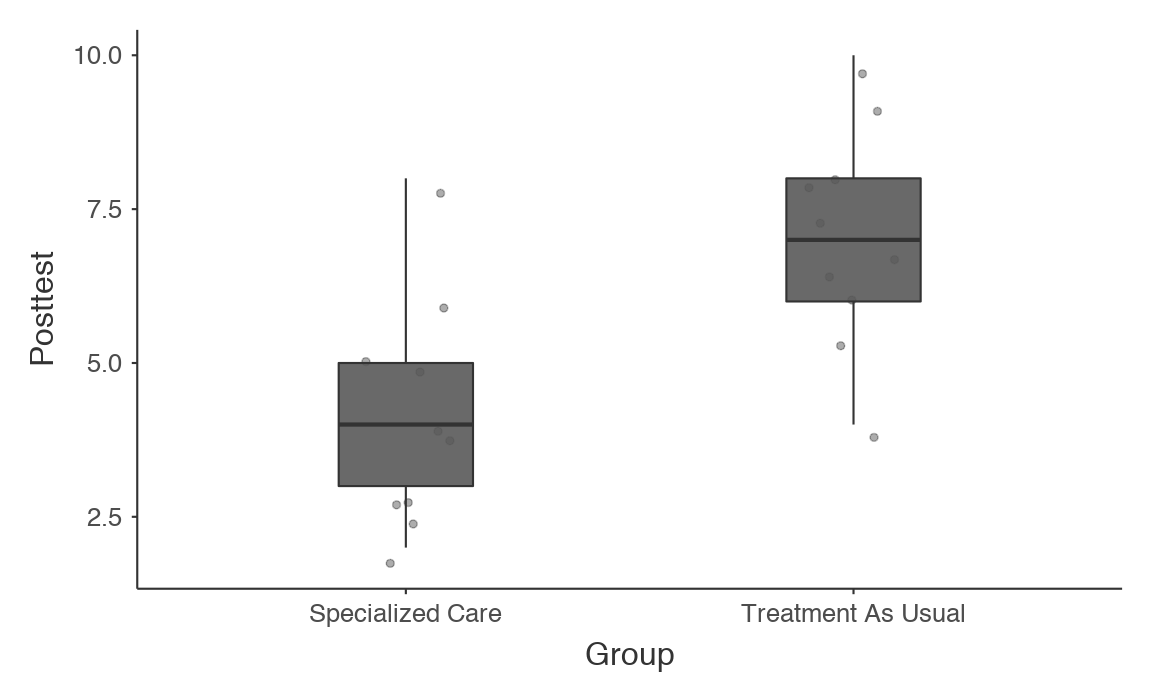 10.0
7.5
5.0
2.5
Posttest
Specialized Care
Treatment As Usual
Group